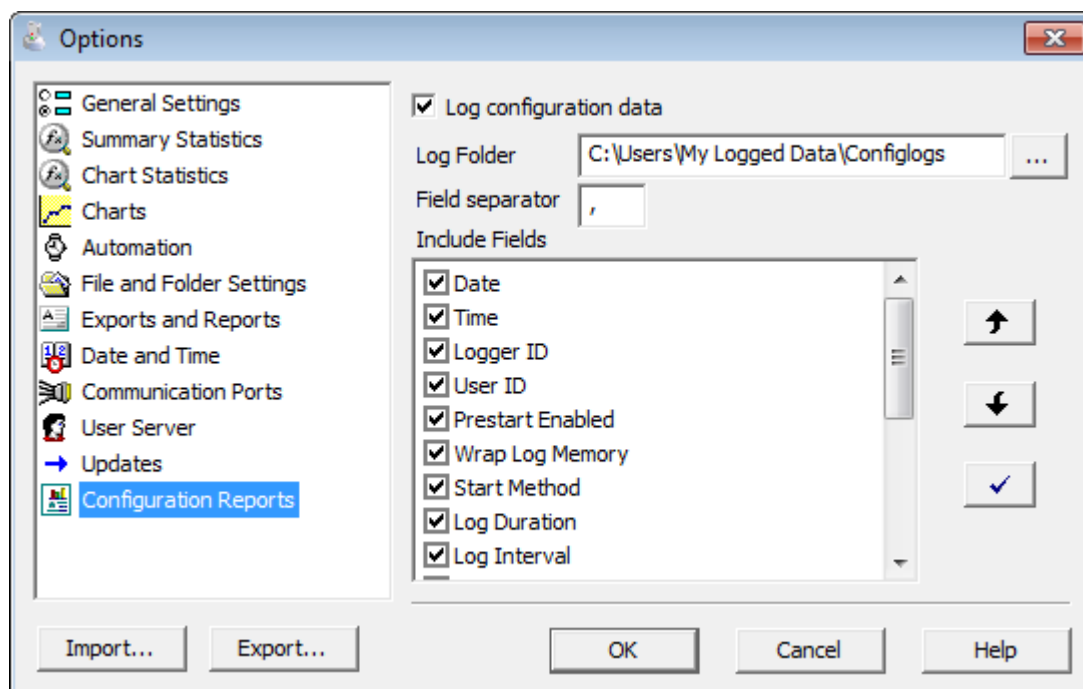 Options
General Settings
Summary Statistics
Chart Statistics
Charts
Automation
File and Folder Settings
Exports and Reports
Date and Time
Communication Ports
User Server
Updates
Configuration Reports
Import...
Export...
Log configuration data
Log Folder C:\Users\My Logged Data\Configlogs ...
Field separator ,
Include Fields
Date
Time
Logger ID
User ID
Prestart Enabled
Wrap Log Memory
Start Method
Log Duration
Log Interval
OK Cancel Help